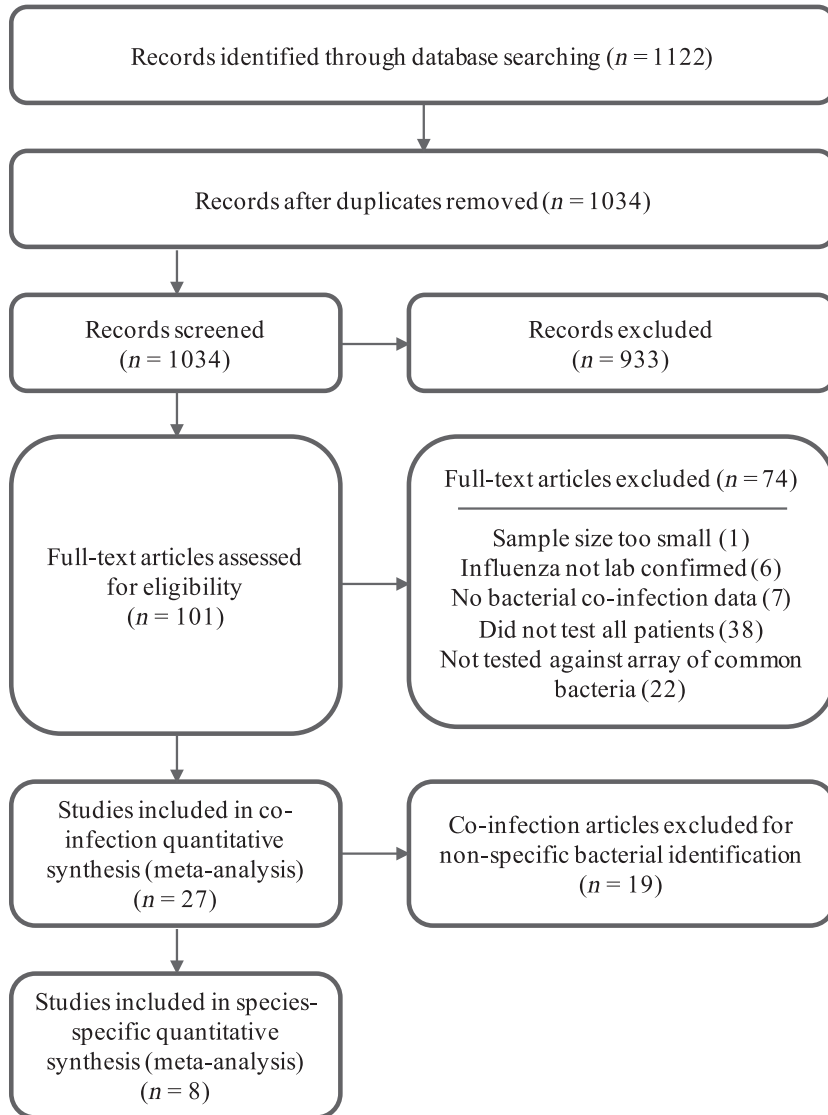 Records identified through database searching (n = 1122)
Records after duplicates removed (n = 1034)
Records screened
(n = 1034)
Records excluded
(n = 933)
Full-text articles assessed
for eligibility
(n = 101)
Full-text articles excluded (n = 74)
Sample size too small (1)
Influenza not lab confirmed (6)
No bacterial co-infection data (7)
Did not test all patients (38)
Not tested against array of common
bacteria (22)
Studies included in co-
infection quantitative
synthesis (meta-analysis)
(n = 27)
Co-infection articles excluded for
non-specific bacterial identification
(n = 19)
Studies included in species-
specific quantitative
synthesis (meta-analysis)
(n = 8)